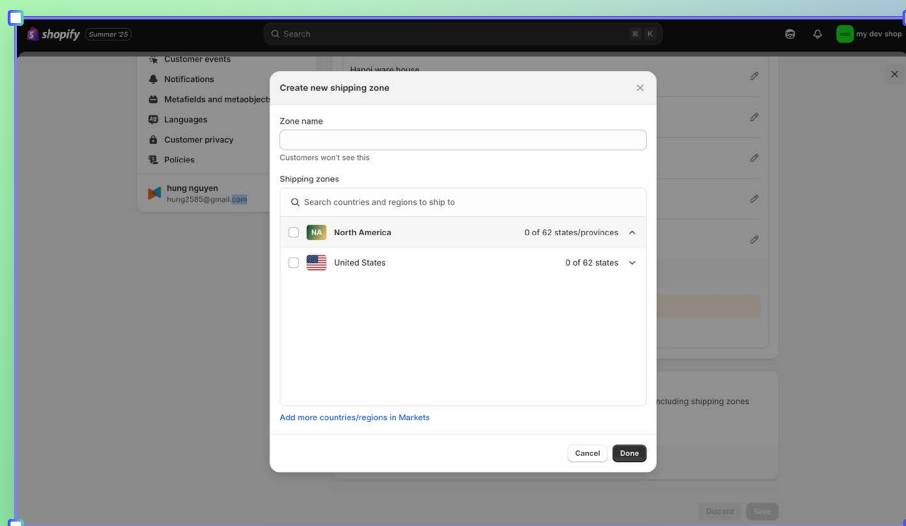 shopify Summer '25
Search
⌘ K
my dev shop
Customer events
Notifications
Metafields and metaobjects
Languages
Customer privacy
Policies
hung nguyen
hung2585@gmail.com
Hanoi ware house
Create new shipping zone
Zone name
Customers won't see this
Shipping zones
Search countries and regions to ship to
NA North America 0 of 62 states/provinces
United States 0 of 62 states
Add more countries/regions in Markets
Cancel Done
including shipping zones
Discard Save